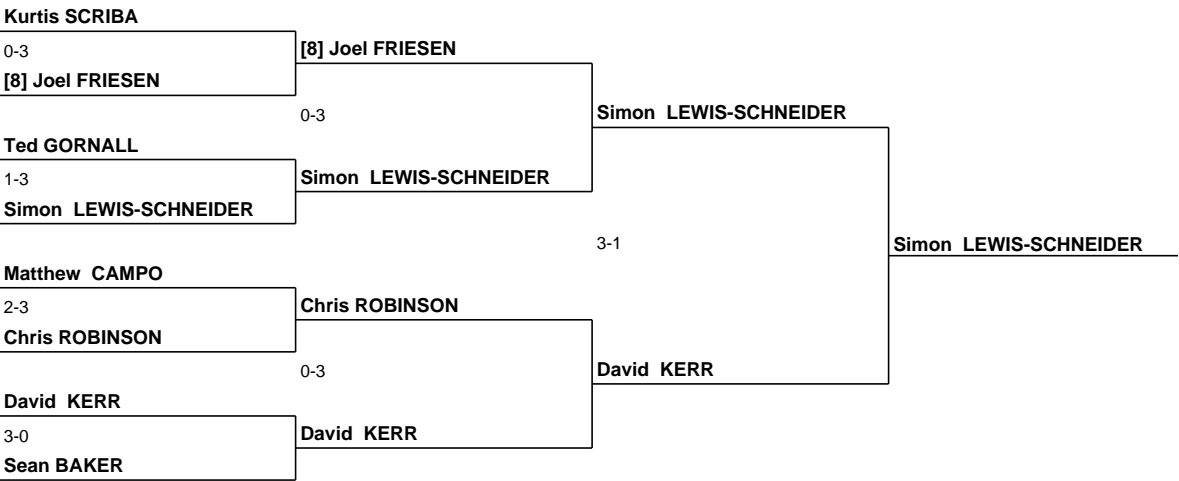 Kurtis SCRIBA
0-3
[8] Joel FRIESEN
[8] Joel FRIESEN
0-3
Simon LEWIS-SCHNEIDER
Ted GORNALL
1-3
Simon LEWIS-SCHNEIDER
Simon LEWIS-SCHNEIDER
3-1
Simon LEWIS-SCHNEIDER
Matthew CAMPO
2-3
Chris ROBINSON
Chris ROBINSON
0-3
David KERR
David KERR
3-0
David KERR
Sean BAKER